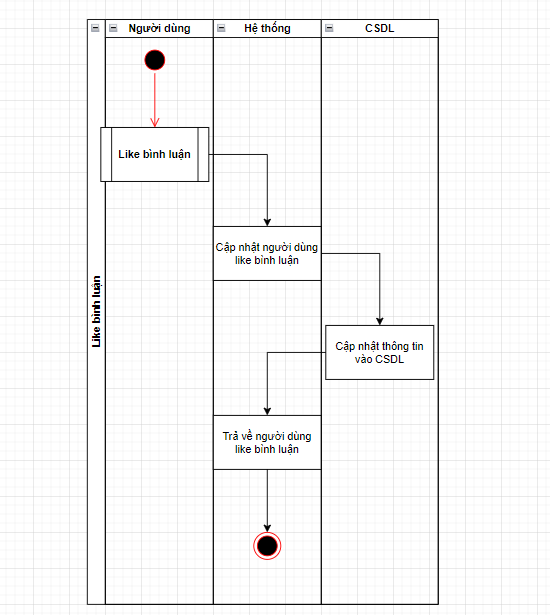 Người dùng
Hệ thống
CSDL
Like bình luận
Like bình luận
Cập nhật người dùng
like bình luận
Cập nhật thông tin
vào CSDL
Trả về người dùng
like bình luận